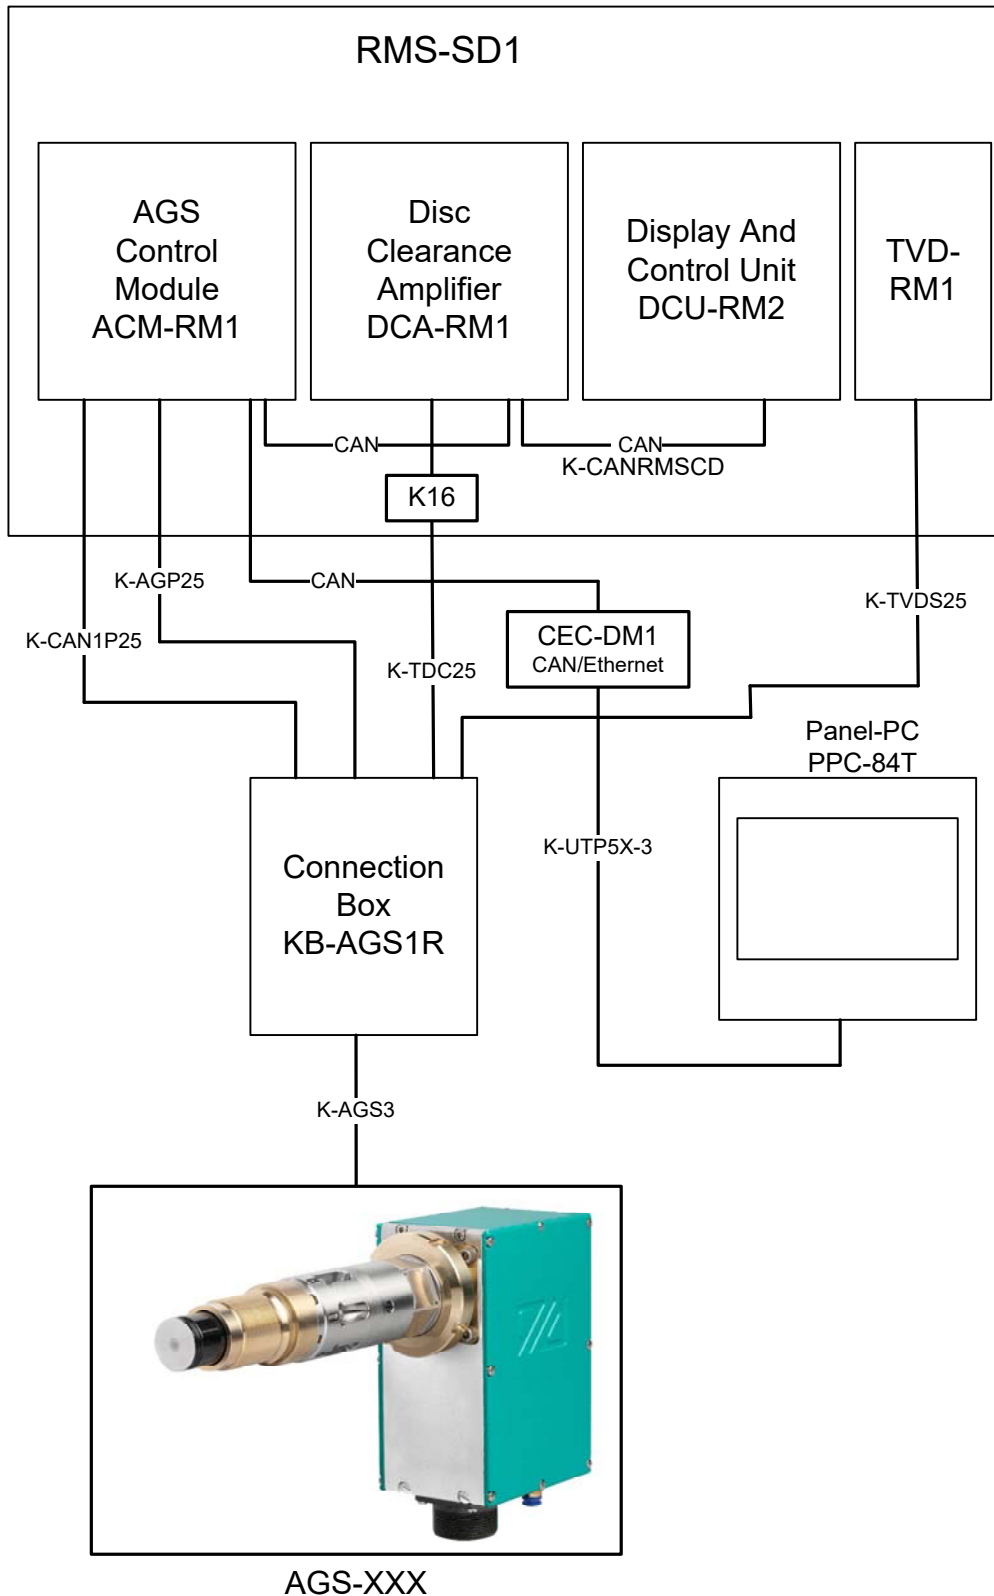 RMS-SD1
AGS
Control
Module
ACM-RM1
Disc
Clearance
Amplifier
DCA-RM1
Display And
Control Unit
DCU-RM2
TVD-
RM1
CAN
CAN
K-CANRMSCD
K16
K-AGP25
CAN
K-TVDS25
K-CAN1P25
K-TDC25
CEC-DM1
CAN/Ethernet
Panel-PC
PPC-84T
K-UTP5X-3
Connection
Box
KB-AGS1R
K-AGS3
AGS-XXX